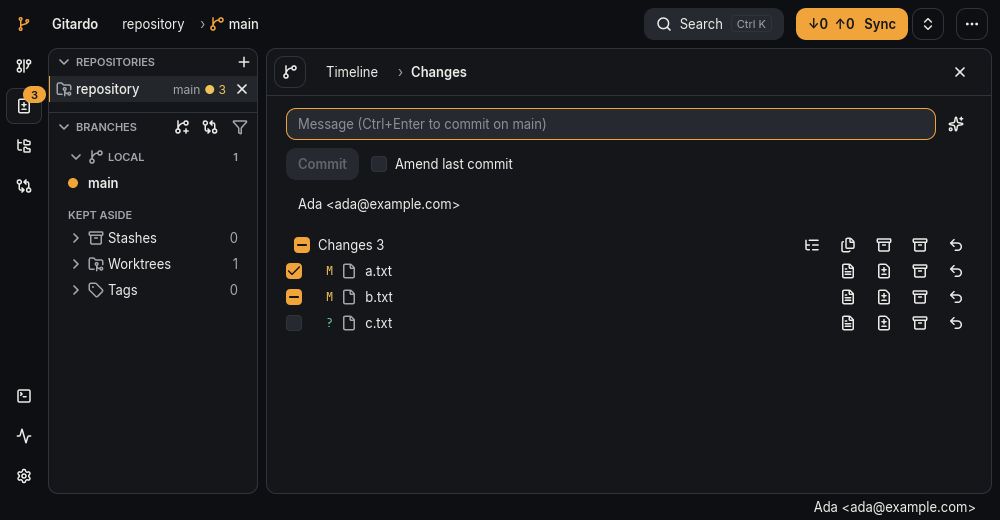 Gitardo
repository › main
Search Ctrl K
↓0 ↑0 Sync
3
REPOSITORIES
repository main 3
BRANCHES
LOCAL 1
main
KEPT ASIDE
Stashes 0
Worktrees 1
Tags 0
Timeline › Changes
Message (Ctrl+Enter to commit on main)
Commit Amend last commit
Ada <ada@example.com>
Changes 3
M a.txt
M b.txt
? c.txt
Ada <ada@example.com>